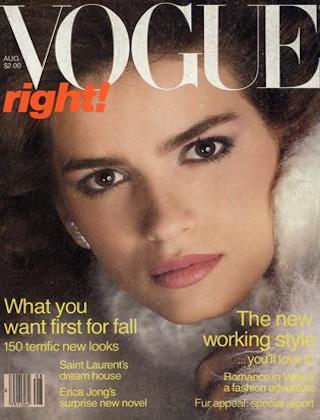 VOGUE
AUG.
$2.00
right!
What you
want first for fall
150 terrific new looks
Saint Laurent's
dream house
Erica Jong's
surprise new novel
The new
working style
...you'll love it
Romance in Venice,
a fashion adventure
Fur appeal: special report